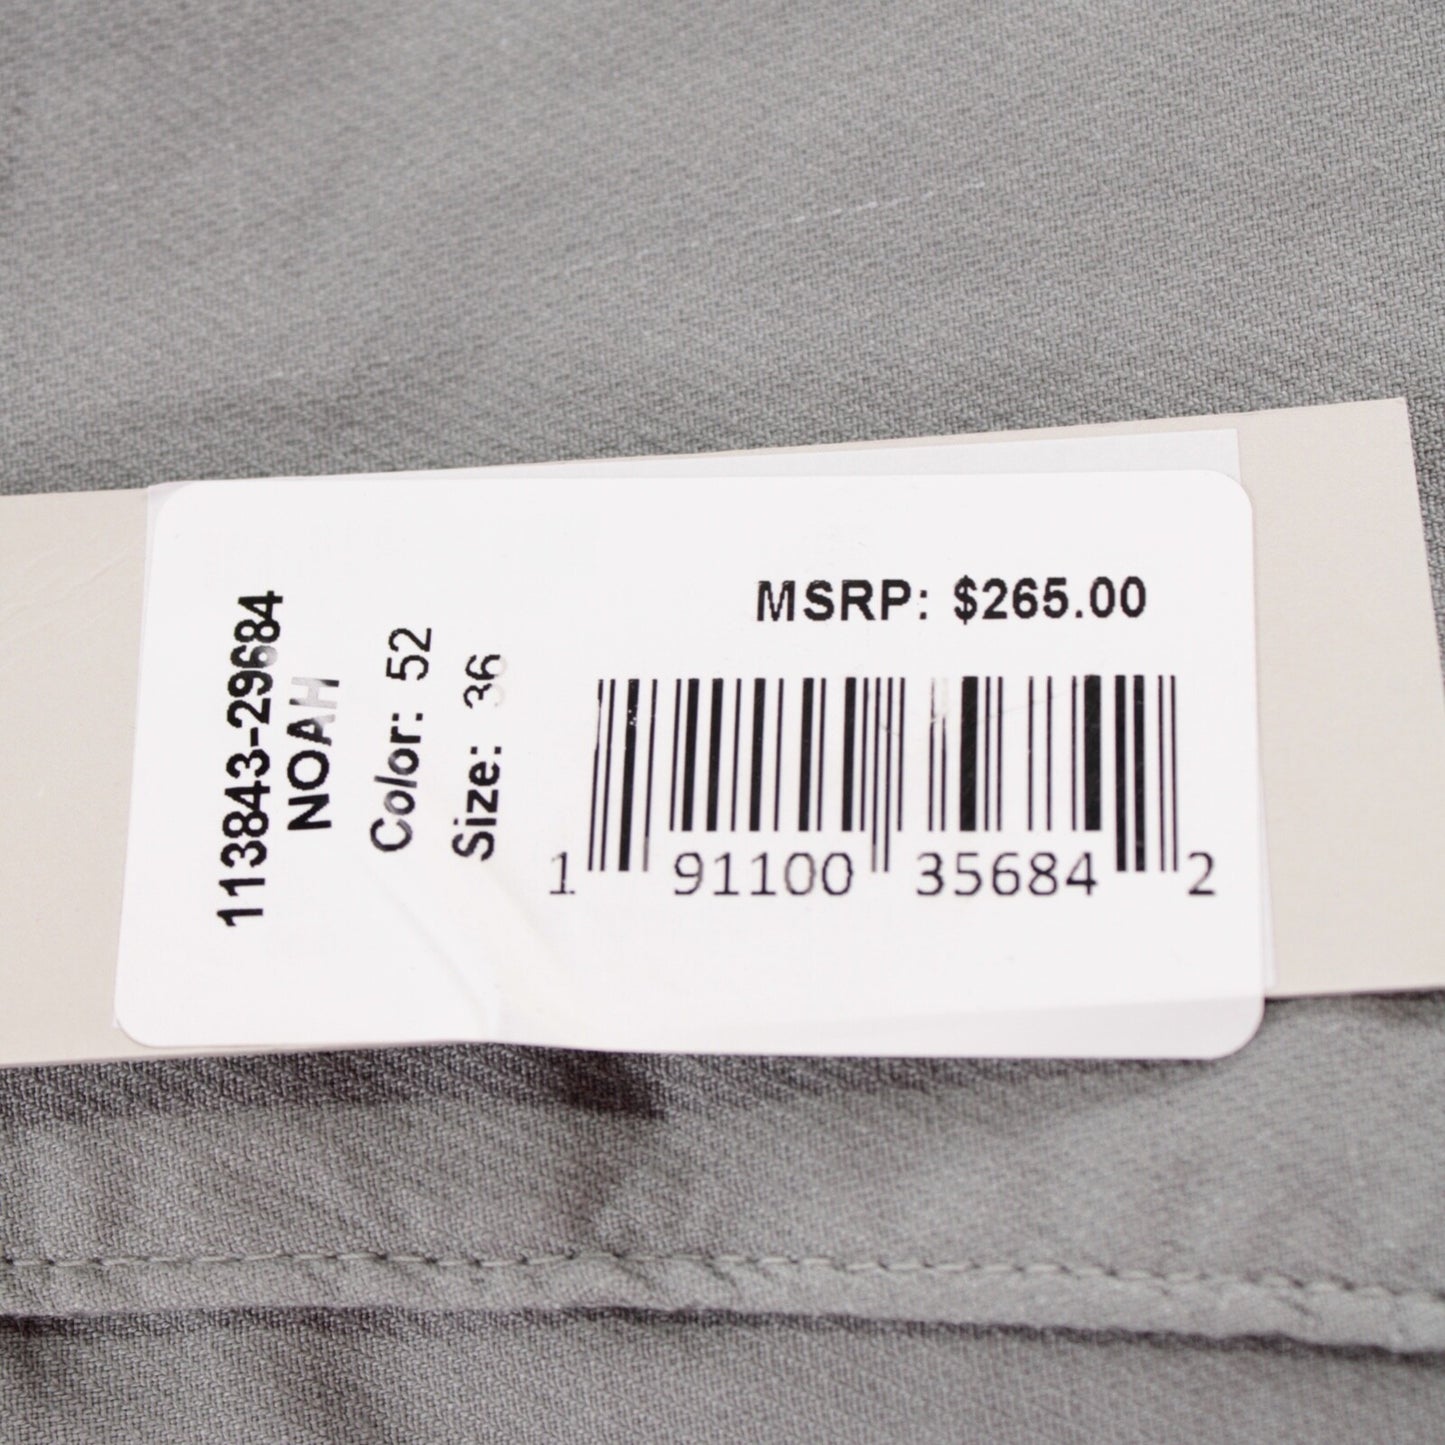 113843-29684
NOAH
Color: 52
Size: 36
MSRP: $265.00
1 91100 35684 2